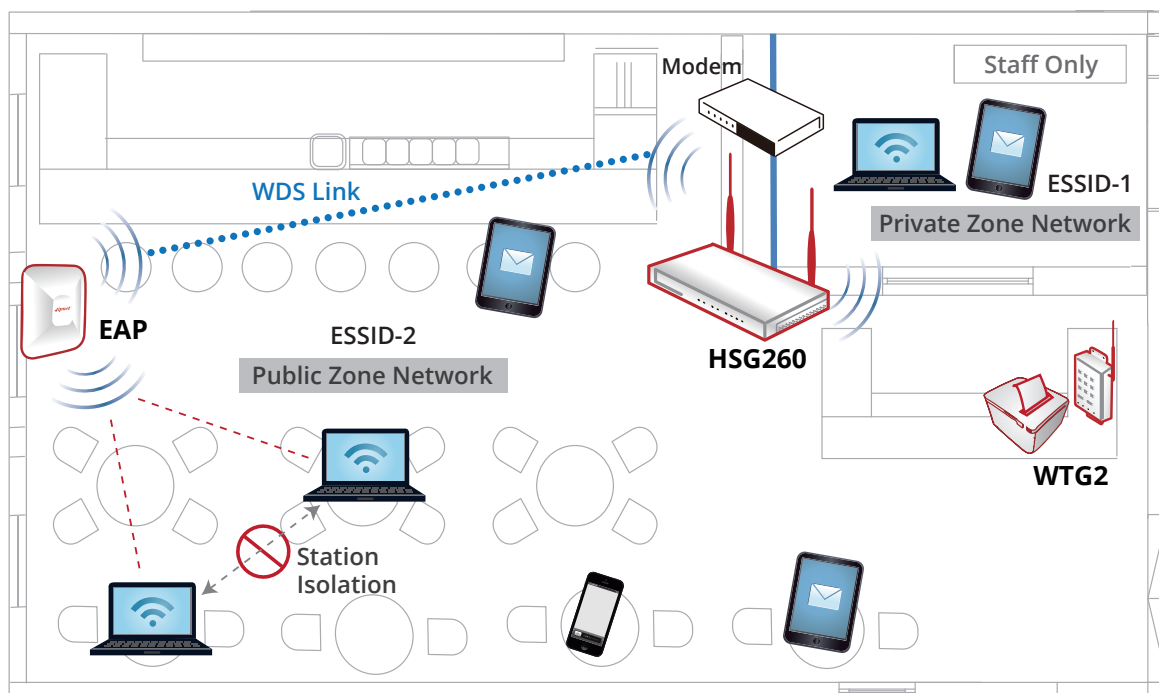 Modem
Staff Only
WDS Link
ESSID-1
Private Zone Network
EAP
ESSID-2
Public Zone Network
HSG260
WTG2
Station
Isolation